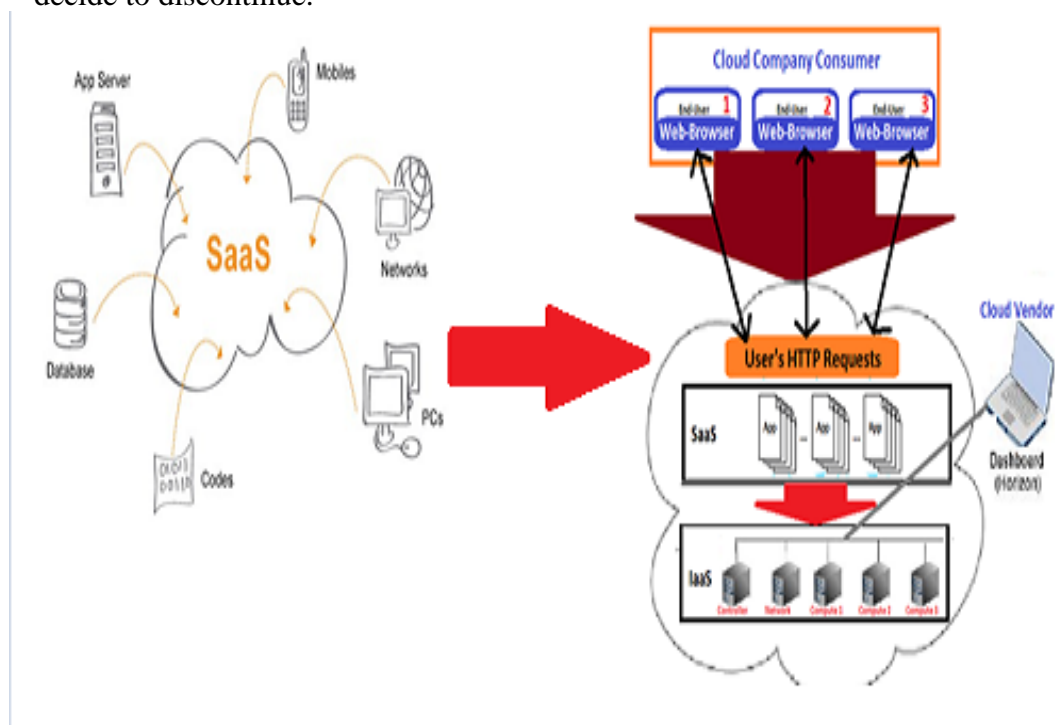 decide to discontinue.
App Server
Mobiles
SaaS
Networks
Database
PCs
Codes
Cloud Company Consumer
End-User 1
Web-Browser
End-User 2
Web-Browser
End-User 3
Web-Browser
Cloud Vendor
User's HTTP Requests
SaaS
App
App
App
Dashboard
(Horizon)
IaaS
Controller
Network
Compute 1
Compute 2
Compute 3